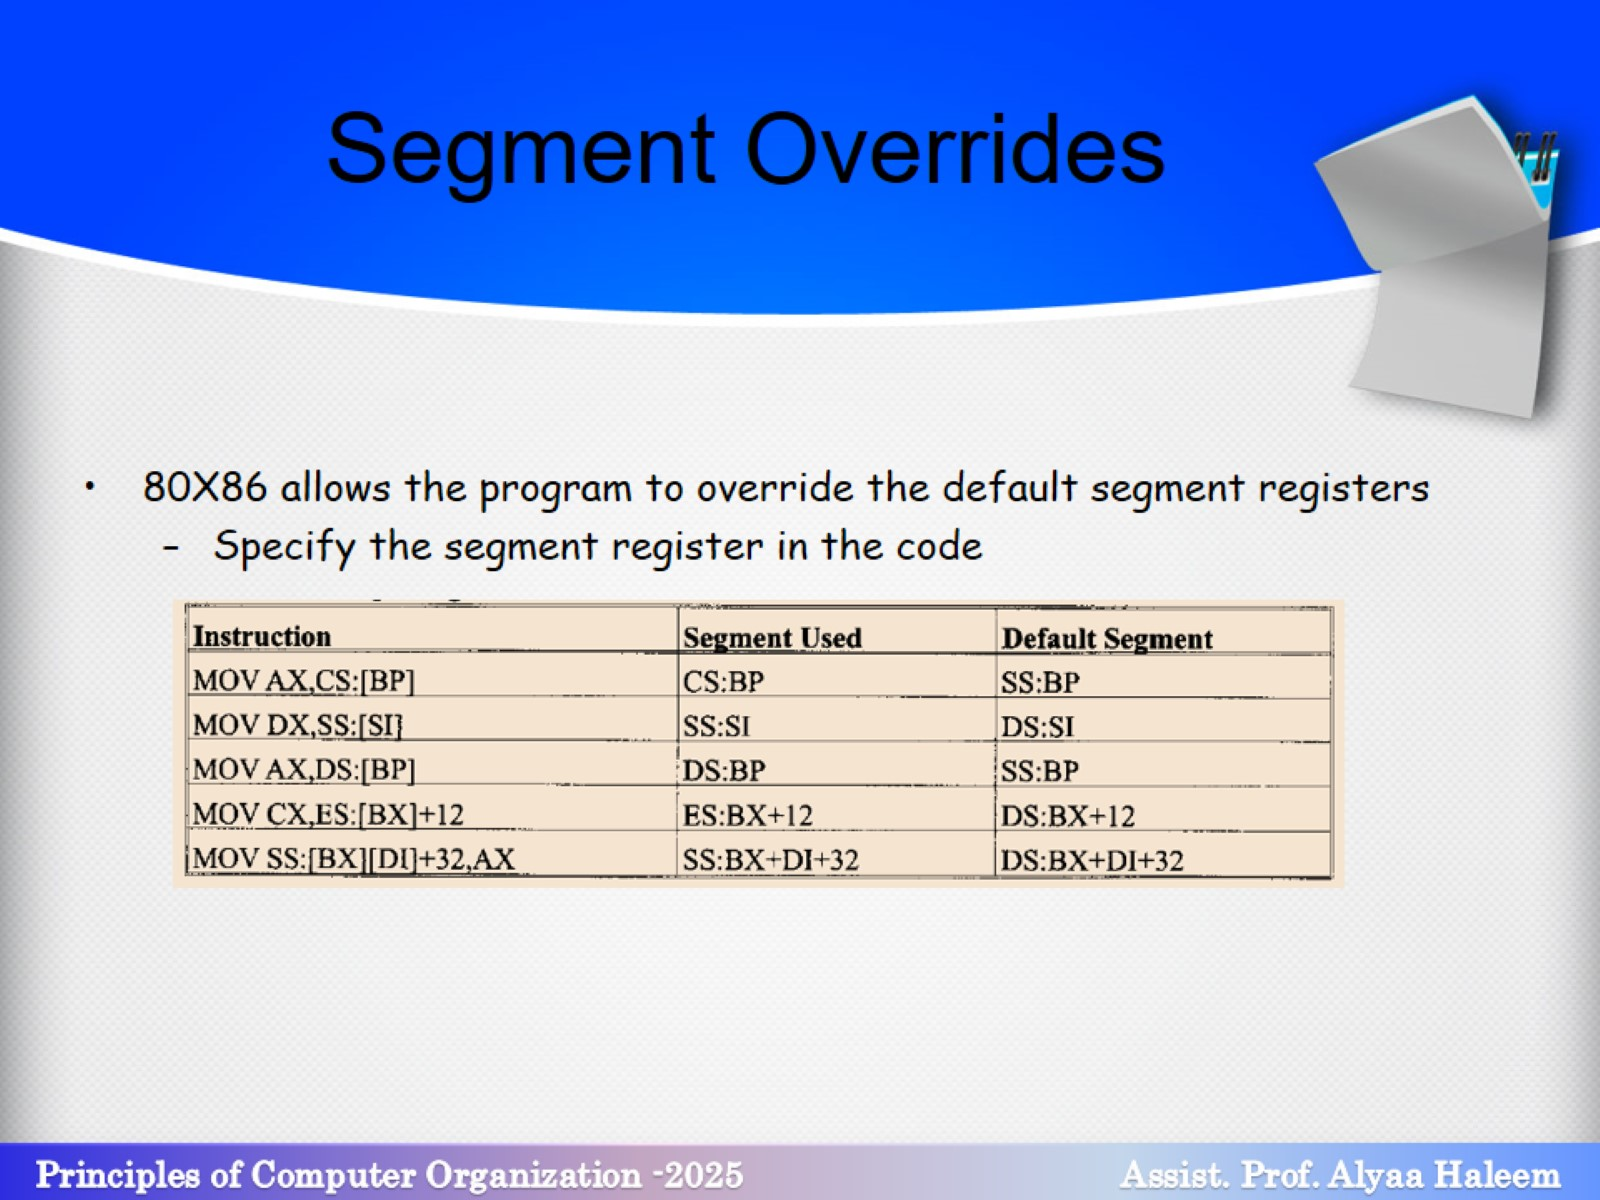 Segment Overrides
• 80X86 allows the program to override the default segment registers
– Specify the segment register in the code
Instruction Segment Used Default Segment
MOV AX,CS:[BP] CS:BP SS:BP
MOV DX,SS:[SI] SS:SI DS:SI
MOV AX,DS:[BP] DS:BP SS:BP
MOV CX,ES:[BX]+12 ES:BX+12 DS:BX+12
MOV SS:[BX][DI]+32,AX SS:BX+DI+32 DS:BX+DI+32
Principles of Computer Organization -2025 Assist. Prof. Alyaa Haleem